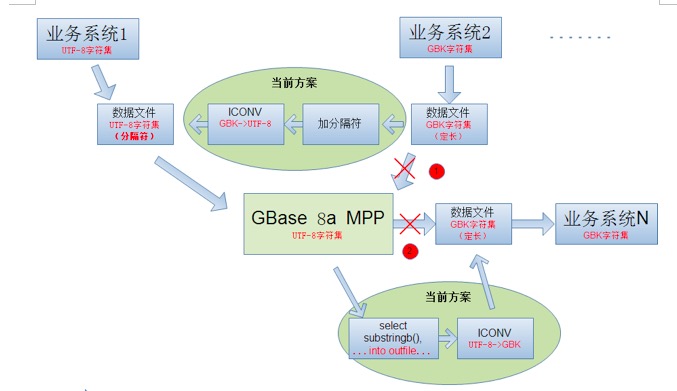 业务系统1
UTF-8字符集
业务系统2
GBK字符集
.......
当前方案
数据文件
UTF-8字符集
(分隔符)
ICONV
GBK->UTF-8
加分隔符
数据文件
GBK字符集
(定长)
1
GBase 8a MPP
UTF-8字符集
数据文件
GBK字符集
(定长)
业务系统N
GBK字符集
当前方案
select
substringb(),
...into outfile...
ICONV
UTF-8->GBK